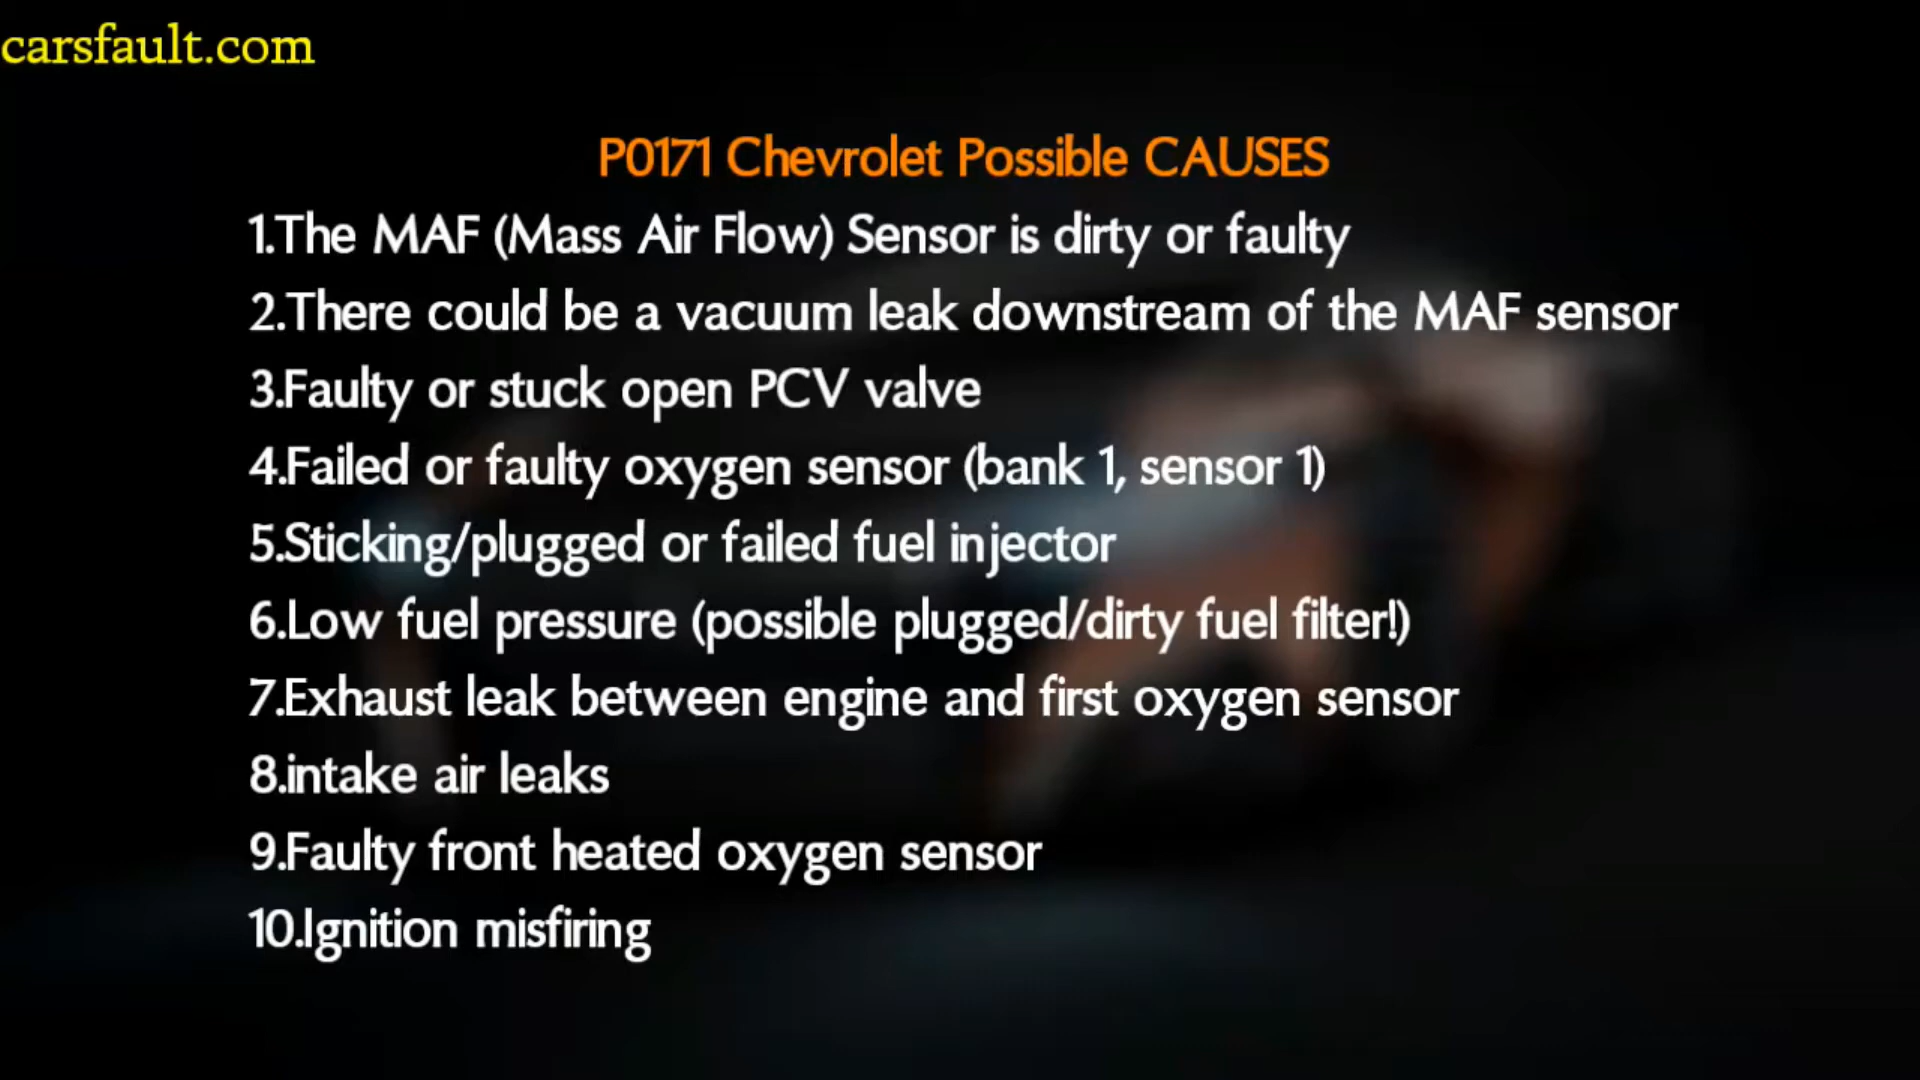 carsfault.com
P0171 Chevrolet Possible CAUSES
1.The MAF (Mass Air Flow) Sensor is dirty or faulty
2.There could be a vacuum leak downstream of the MAF sensor
3.Faulty or stuck open PCV valve
4.Failed or faulty oxygen sensor (bank 1, sensor 1)
5.Sticking/plugged or failed fuel injector
6.Low fuel pressure (possible plugged/dirty fuel filter!)
7.Exhaust leak between engine and first oxygen sensor
8.intake air leaks
9.Faulty front heated oxygen sensor
10.Ignition misfiring